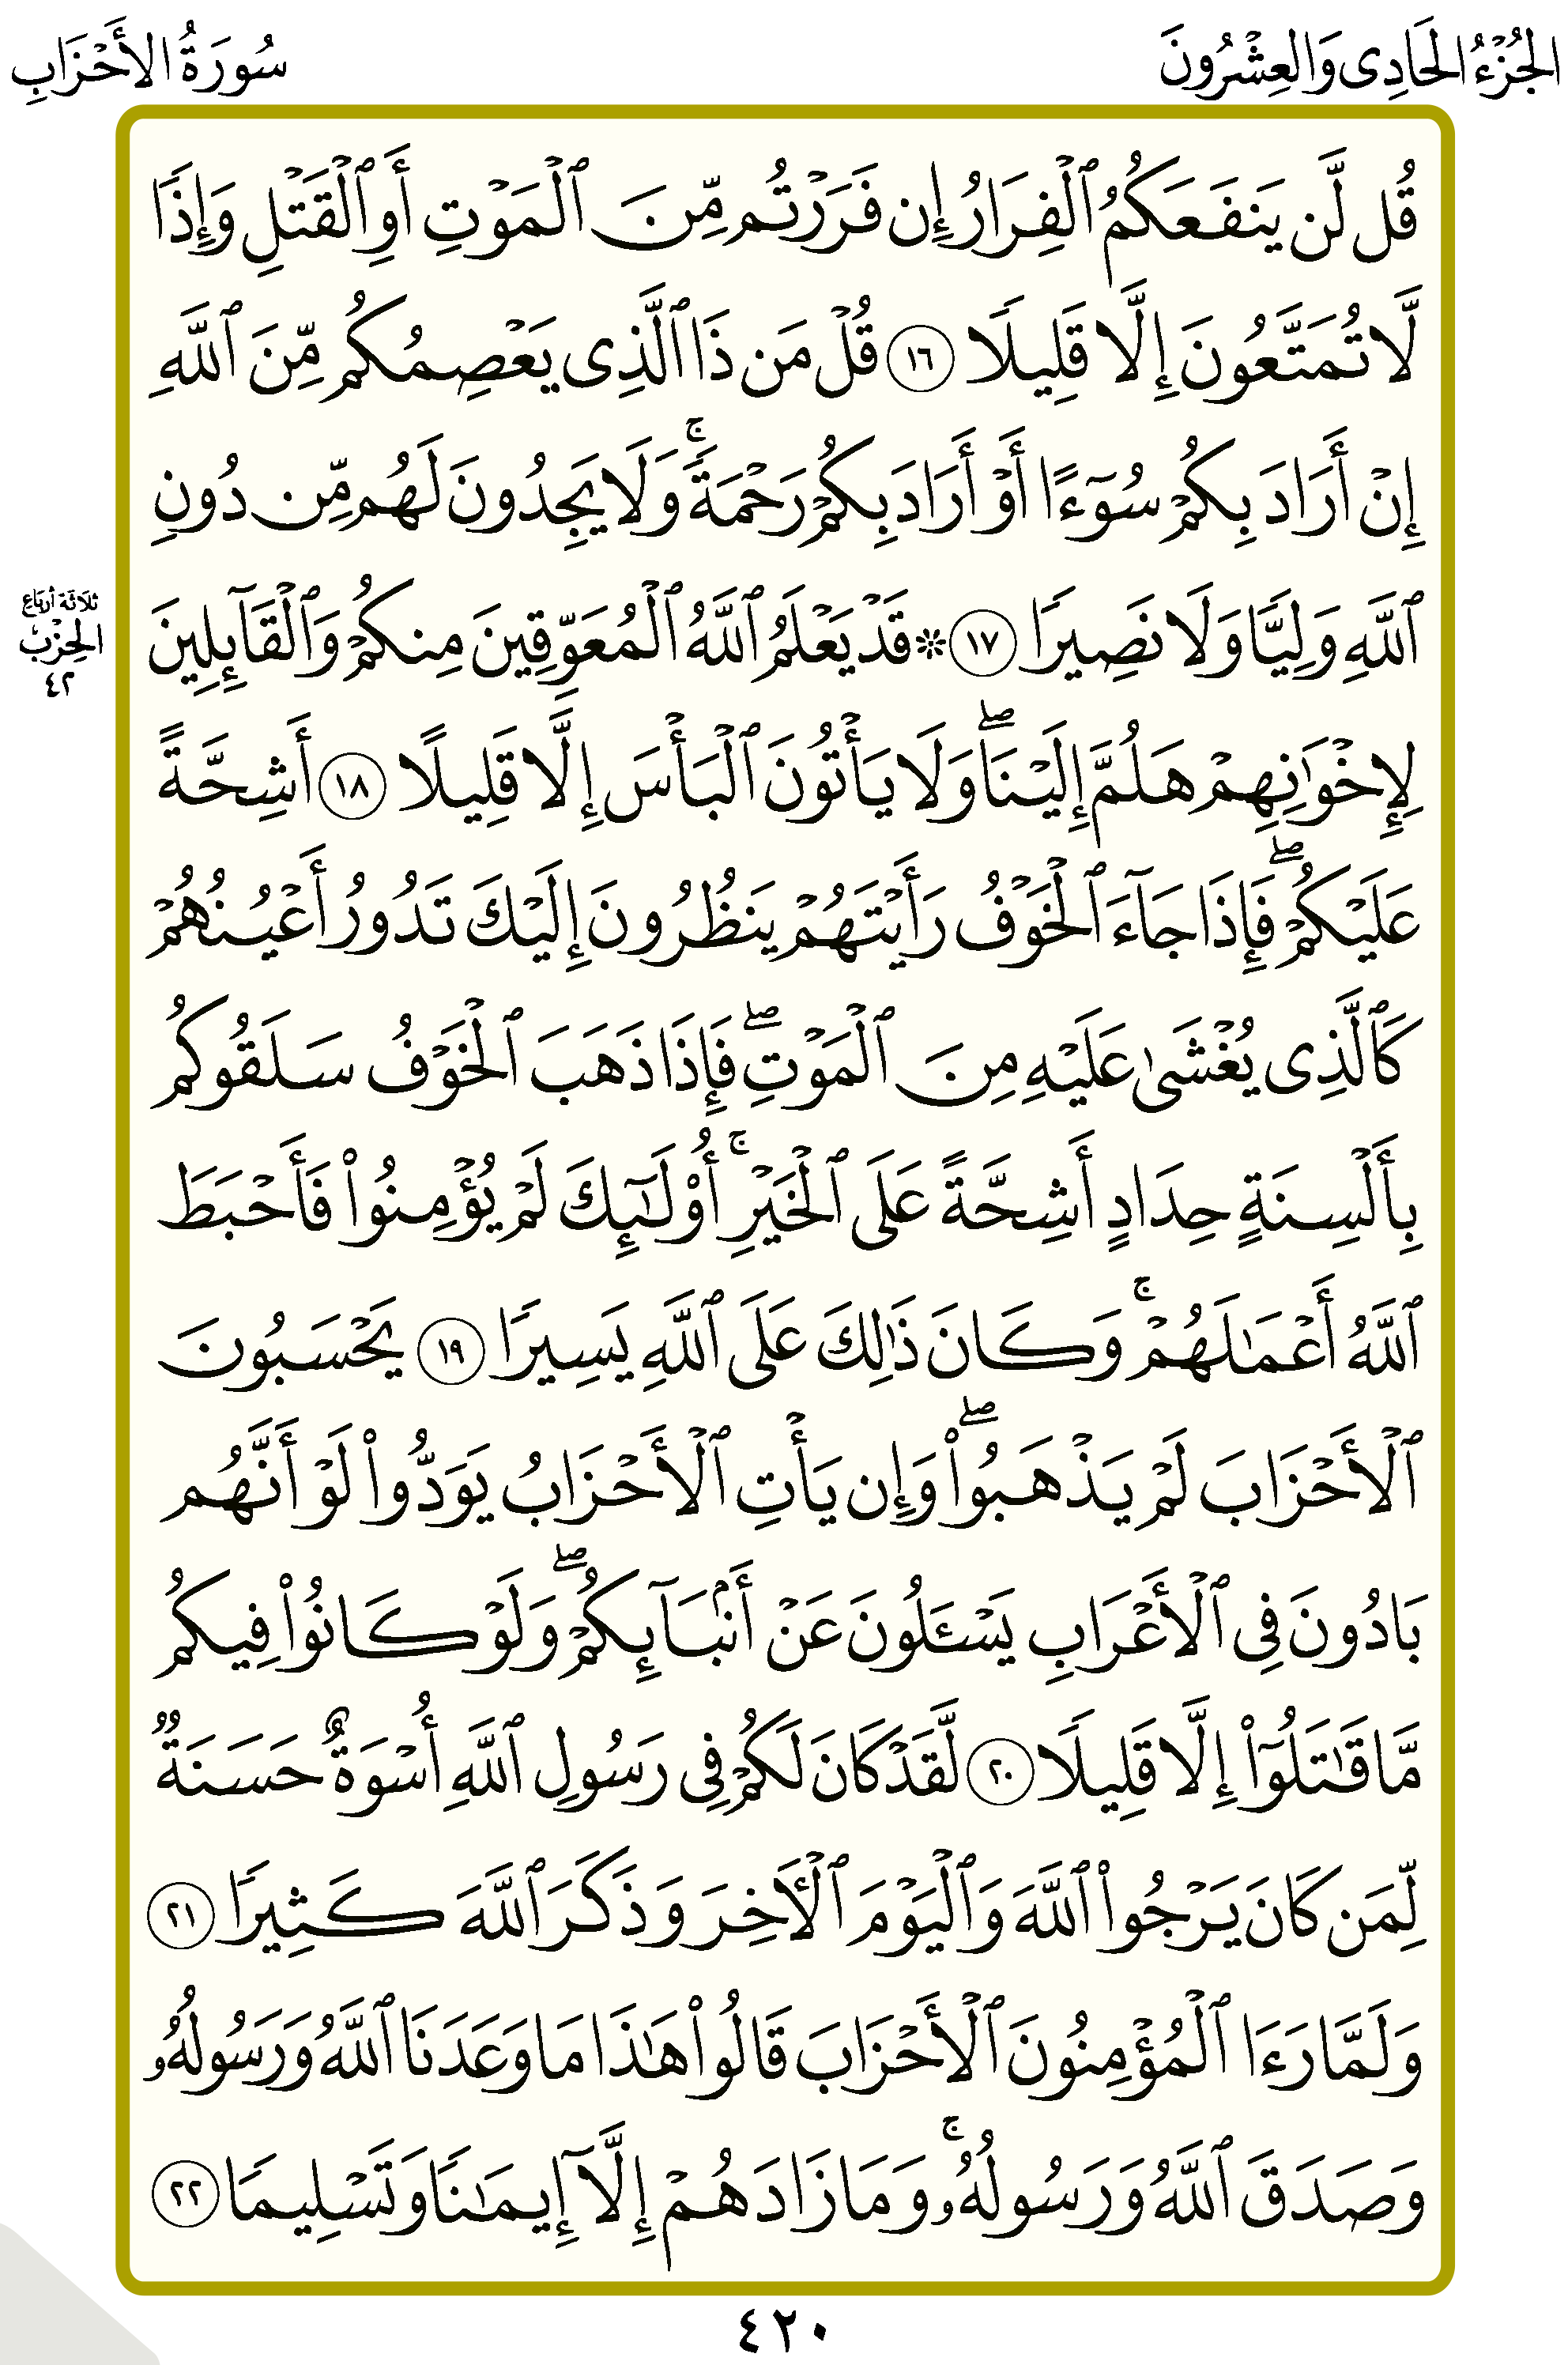 الجُزْءُ الحَادِى وَالعِشْرُونَ
سُورَةُ الأَحْزَابِ
قُل لَّن يَنفَعَكُمُ ٱلْفِرَارُ إِن فَرَرْتُم مِّنَ ٱلْمَوْتِ أَوِ ٱلْقَتْلِ وَإِذًا
لَّا تُمَتَّعُونَ إِلَّا قَلِيلًا ١٦ قُلْ مَن ذَا ٱلَّذِى يَعْصِمُكُم مِّنَ ٱللَّهِ
إِنْ أَرَادَ بِكُمْ سُوٓءًا أَوْ أَرَادَ بِكُمْ رَحْمَةً ۚ وَلَا يَجِدُونَ لَهُم مِّن دُونِ
ٱللَّهِ وَلِيًّا وَلَا نَصِيرًا ١٧ ۞ قَدْ يَعْلَمُ ٱللَّهُ ٱلْمُعَوِّقِينَ مِنكُمْ وَٱلْقَآئِلِينَ
ثلاثة أرباع
الحِزْب
٤٢
لِإِخْوَٰنِهِمْ هَلُمَّ إِلَيْنَا ۖ وَلَا يَأْتُونَ ٱلْبَأْسَ إِلَّا قَلِيلًا ١٨ أَشِحَّةً
عَلَيْكُمْ ۖ فَإِذَا جَآءَ ٱلْخَوْفُ رَأَيْتَهُمْ يَنظُرُونَ إِلَيْكَ تَدُورُ أَعْيُنُهُمْ
كَٱلَّذِى يُغْشَىٰ عَلَيْهِ مِنَ ٱلْمَوْتِ ۖ فَإِذَا ذَهَبَ ٱلْخَوْفُ سَلَقُوكُم
بِأَلْسِنَةٍ حِدَادٍ أَشِحَّةً عَلَى ٱلْخَيْرِ ۚ أُو۟لَـٰٓئِكَ لَمْ يُؤْمِنُوا۟ فَأَحْبَطَ
ٱللَّهُ أَعْمَـٰلَهُمْ ۚ وَكَانَ ذَٰلِكَ عَلَى ٱللَّهِ يَسِيرًا ١٩ يَحْسَبُونَ
ٱلْأَحْزَابَ لَمْ يَذْهَبُوا۟ ۖ وَإِن يَأْتِ ٱلْأَحْزَابُ يَوَدُّوا۟ لَوْ أَنَّهُم
بَادُونَ فِى ٱلْأَعْرَابِ يَسْـَٔلُونَ عَنْ أَنۢبَآئِكُمْ ۖ وَلَوْ كَانُوا۟ فِيكُم
مَّا قَـٰتَلُوٓا۟ إِلَّا قَلِيلًا ٢٠ لَّقَدْ كَانَ لَكُمْ فِى رَسُولِ ٱللَّهِ أُسْوَةٌ حَسَنَةٌ
لِّمَن كَانَ يَرْجُوا۟ ٱللَّهَ وَٱلْيَوْمَ ٱلْـَٔاخِرَ وَذَكَرَ ٱللَّهَ كَثِيرًا ٢١
وَلَمَّا رَءَا ٱلْمُؤْمِنُونَ ٱلْأَحْزَابَ قَالُوا۟ هَـٰذَا مَا وَعَدَنَا ٱللَّهُ وَرَسُولُهُۥ
وَصَدَقَ ٱللَّهُ وَرَسُولُهُۥ ۚ وَمَا زَادَهُمْ إِلَّآ إِيمَـٰنًا وَتَسْلِيمًا ٢٢
٤٢٠